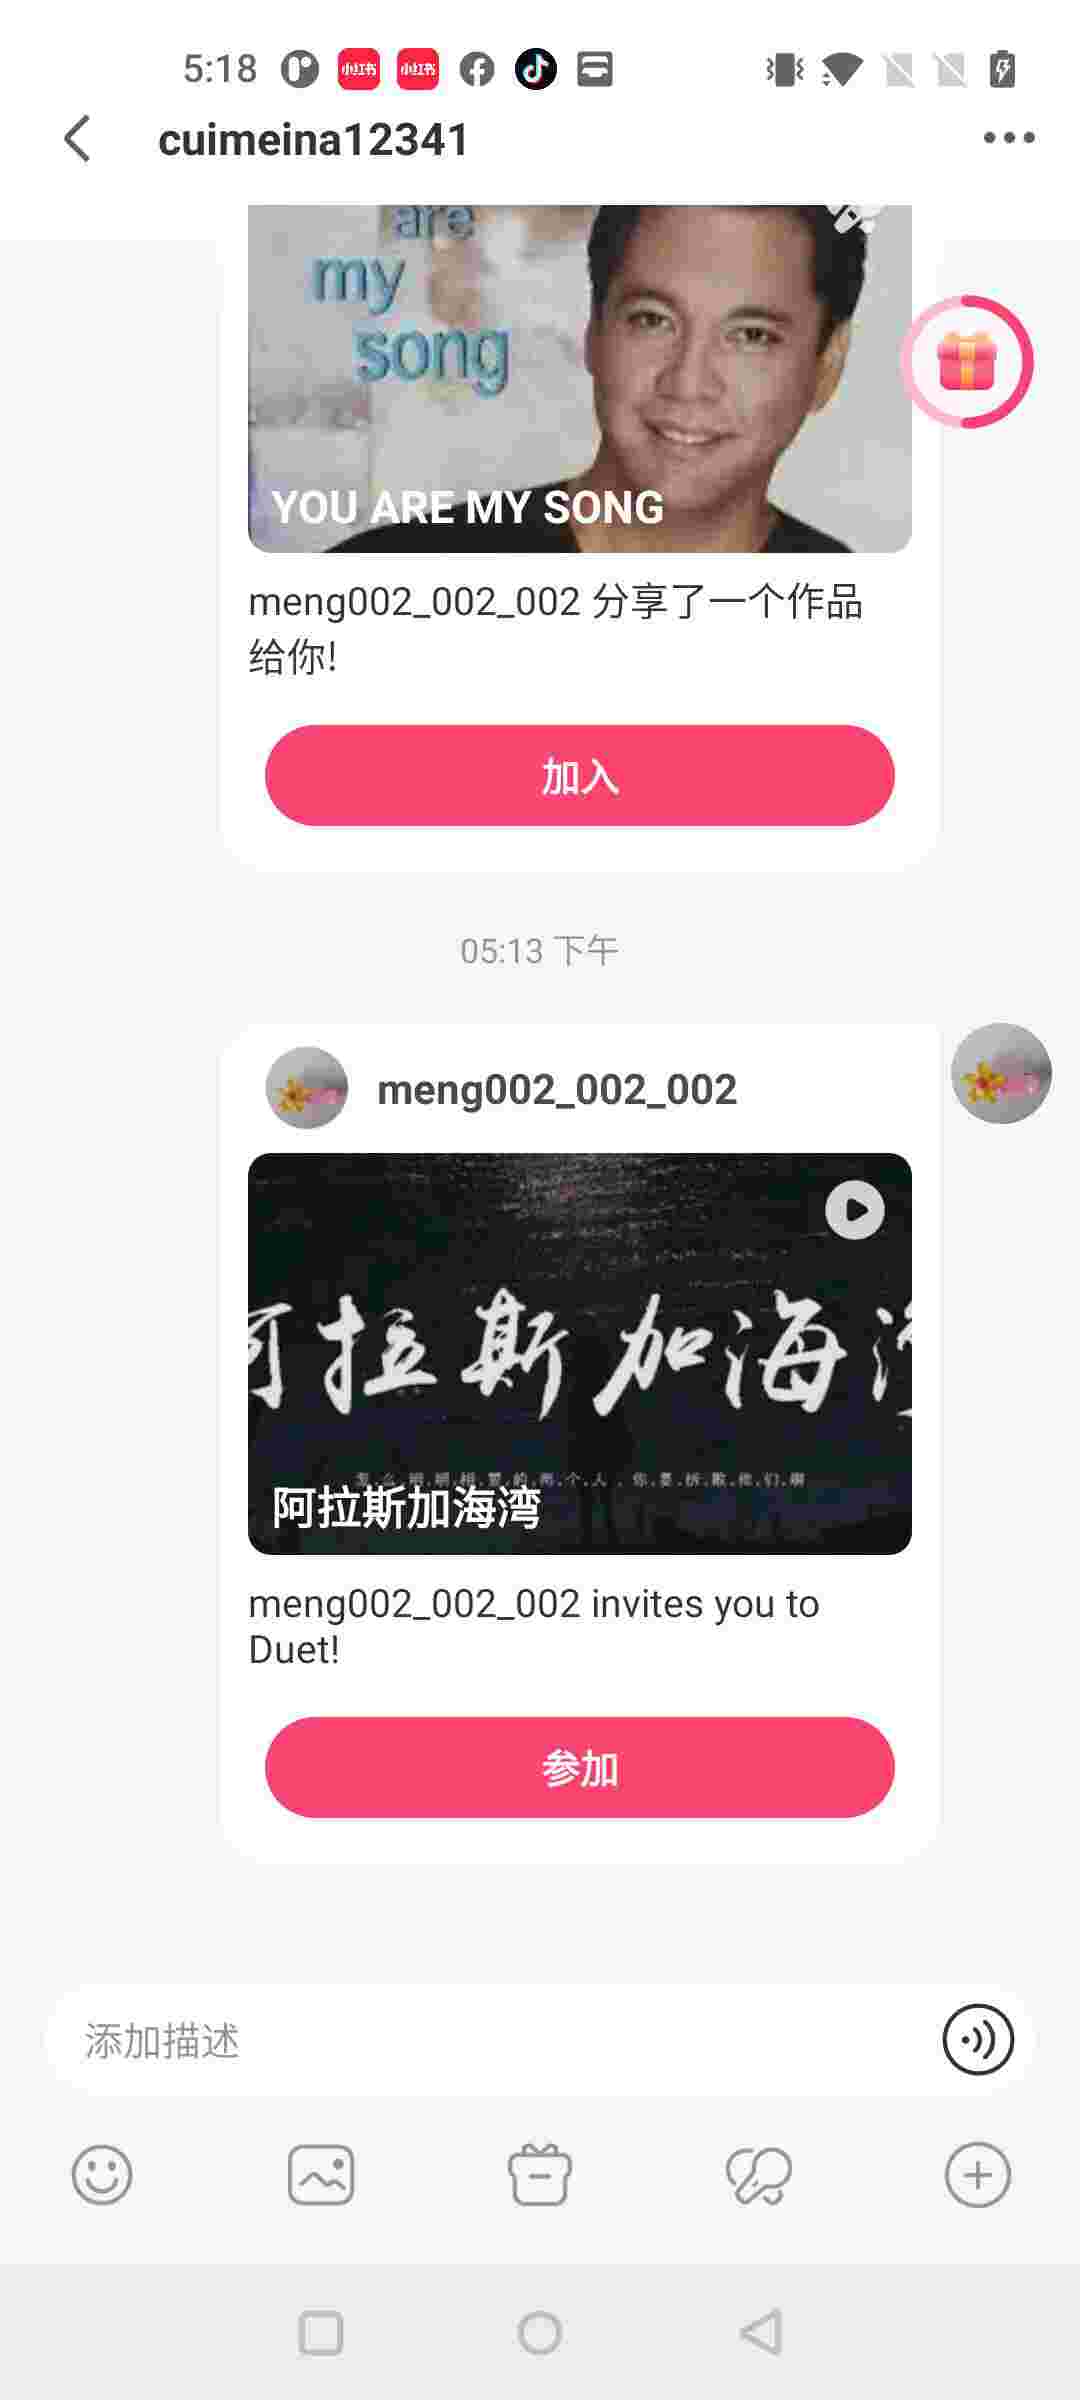 5:18
小红书 小红书
cuimeina12341
are
my
song
YOU ARE MY SONG
meng002_002_002 分享了一个作品
给你!
加入
05:13 下午
meng002_002_002
阿拉斯加海湾
怎.么.细.细.相.爱.的.两.个.人.,你.要.拆.散.他.们.啊
阿拉斯加海湾
meng002_002_002 invites you to
Duet!
参加
添加描述